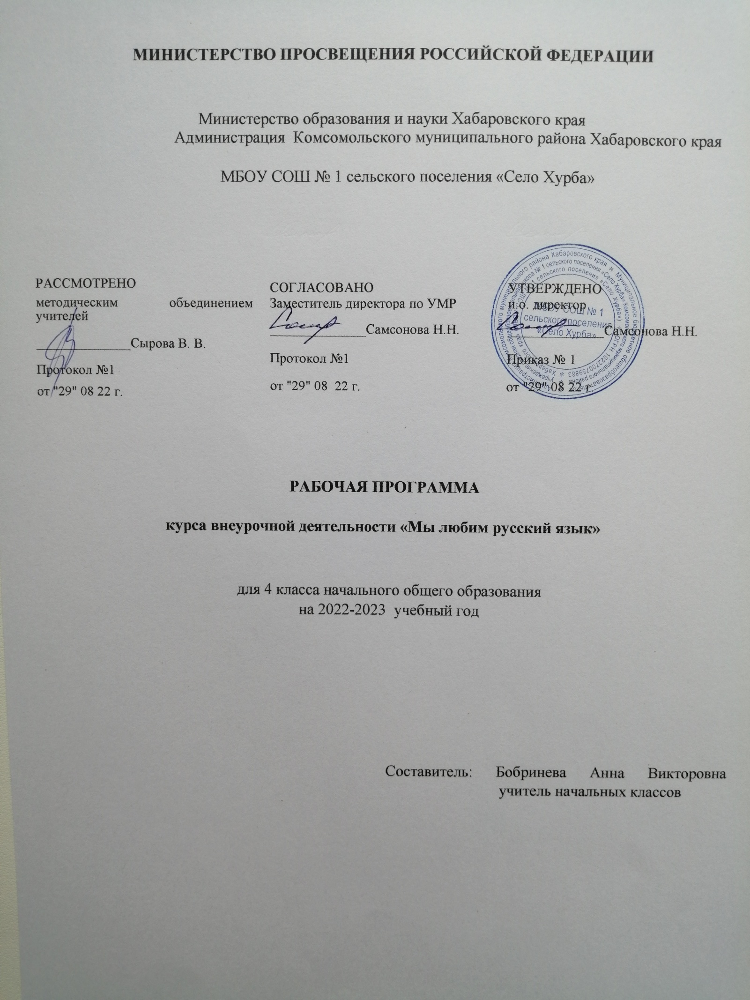 МИНИСТЕРСТВО ПРОСВЕЩЕНИЯ РОССИЙСКОЙ ФЕДЕРАЦИИ
Министерство образования и науки Хабаровского края
Администрация Комсомольского муниципального района Хабаровского края
МБОУ СОШ № 1 сельского поселения «Село Хурба»
РАССМОТРЕНО
методическим объединением
учителей
Сырова В. В.
Протокол №1
от "29" 08 22 г.
СОГЛАСОВАНО
Заместитель директора по УМР
Самсонова Н.Н.
Протокол №1
от "29" 08 22 г.
УТВЕРЖДЕНО
и.о. директор
Самсонова Н.Н.
Приказ № 1
от "29" 08 22 г.
МБОУ СОШ № 1
сельского поселения
«Село Хурба»
РАБОЧАЯ ПРОГРАММА
курса внеурочной деятельности «Мы любим русский язык»
для 4 класса начального общего образования
на 2022-2023 учебный год
Составитель: Бобринева Анна Викторовна
учитель начальных классов